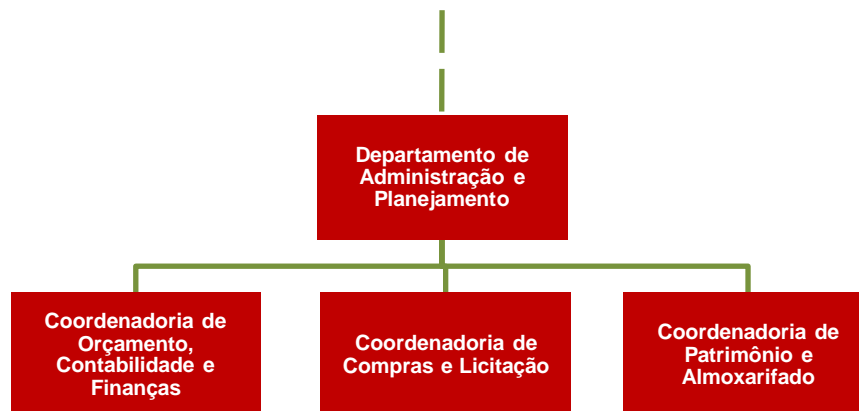 Departamento de
Administração e
Planejamento
Coordenadoria de
Orçamento,
Contabilidade e
Finanças
Coordenadoria de
Compras e Licitação
Coordenadoria de
Patrimônio e
Almoxarifado